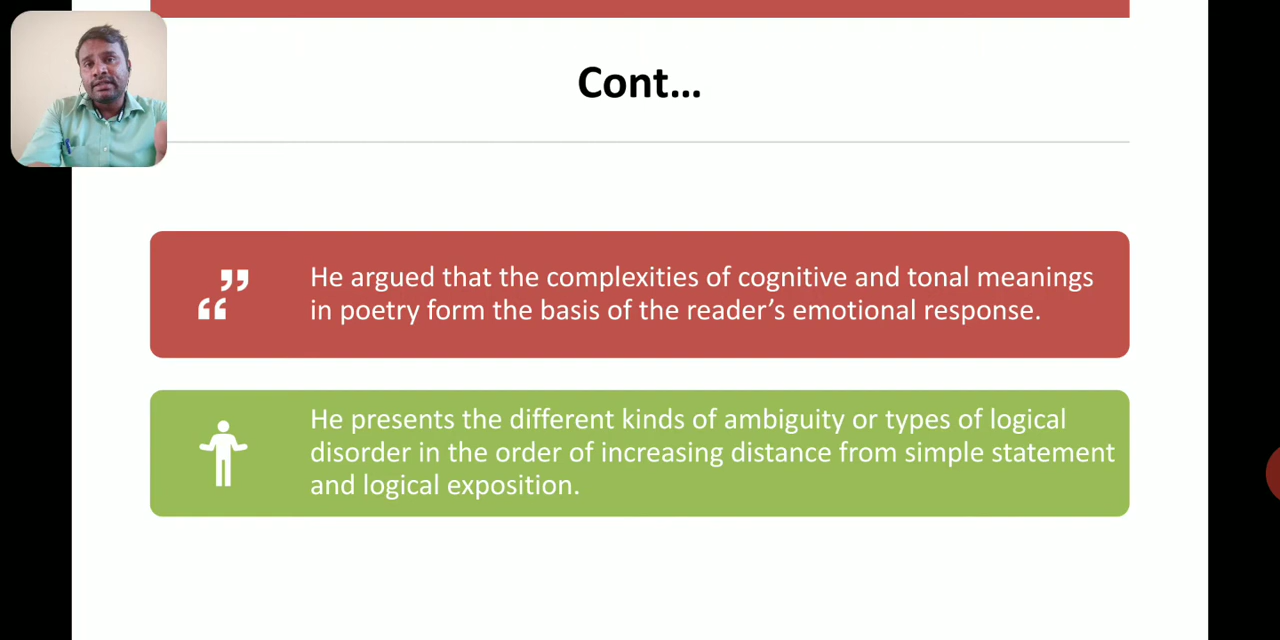 Cont...
He argued that the complexities of cognitive and tonal meanings
in poetry form the basis of the reader’s emotional response.
He presents the different kinds of ambiguity or types of logical
disorder in the order of increasing distance from simple statement
and logical exposition.